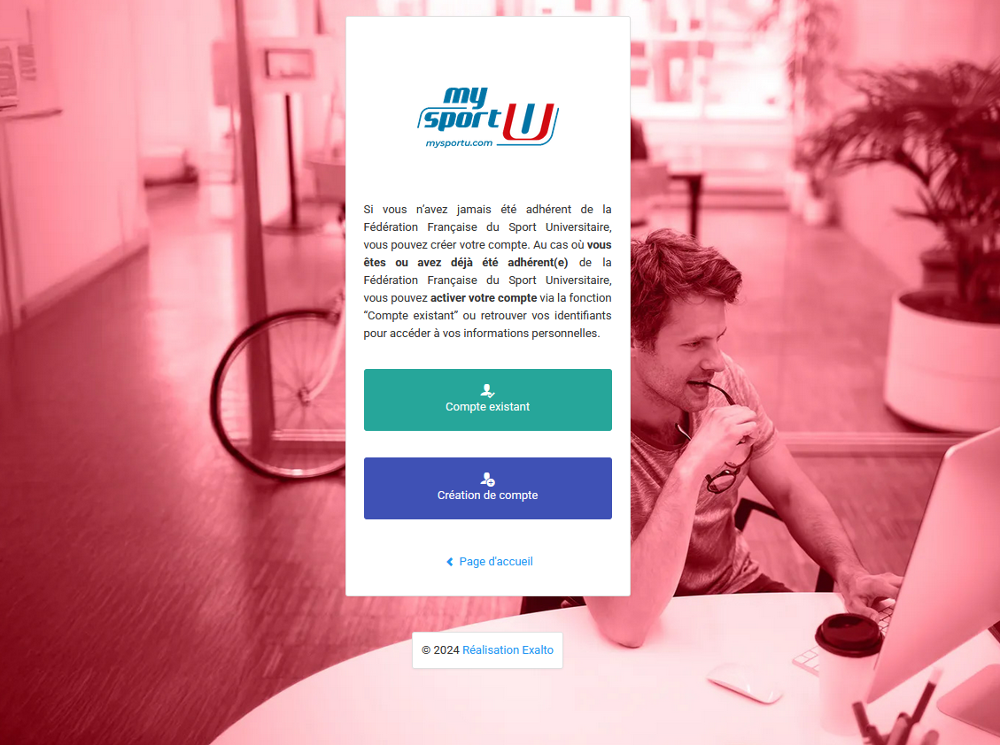 my
sportU
mysportu.com
Si vous n’avez jamais été adhérent de la
Fédération Française du Sport Universitaire,
vous pouvez créer votre compte. Au cas où vous
êtes ou avez déjà été adhérent(e) de la
Fédération Française du Sport Universitaire,
vous pouvez activer votre compte via la fonction
“Compte existant” ou retrouver vos identifiants
pour accéder à vos informations personnelles.
Compte existant
Création de compte
Page d'accueil
© 2024 Réalisation Exalto